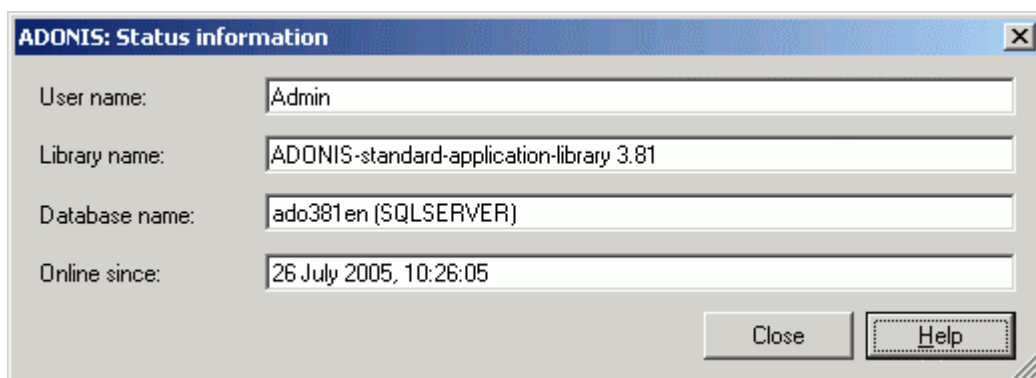 ADONIS: Status information
User name: Admin
Library name: ADONIS-standard-application-library 3.81
Database name: ado381en (SQLSERVER)
Online since: 26 July 2005, 10:26:05
Close Help